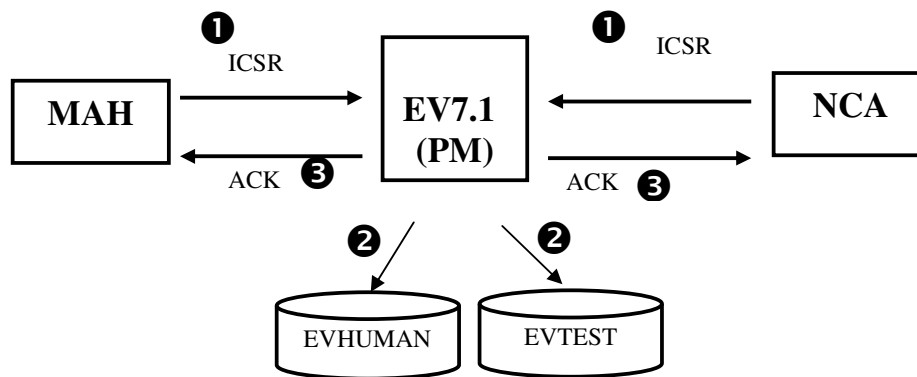 ❶
❶
ICSR
ICSR
MAH
EV7.1
(PM)
NCA
ACK ❸
ACK ❸
❷
❷
EVHUMAN
EVTEST